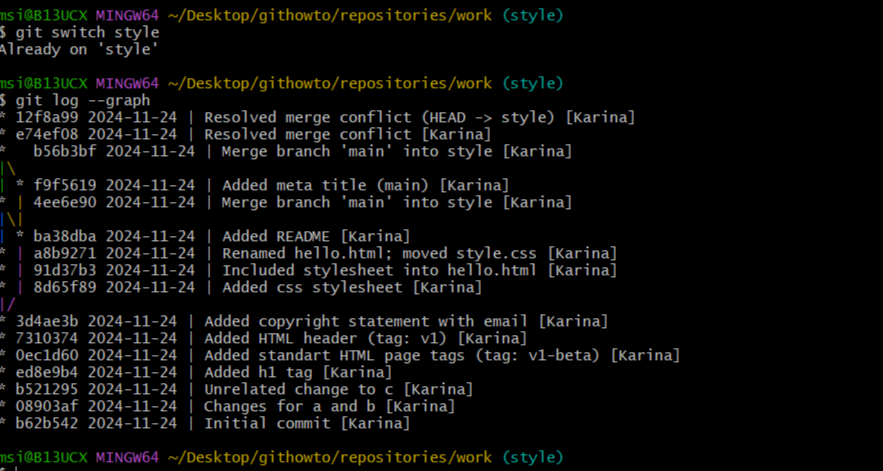 msi@B13UCX MINGW64 ~/Desktop/githowto/repositories/work (style)
$ git switch style
Already on 'style'

msi@B13UCX MINGW64 ~/Desktop/githowto/repositories/work (style)
$ git log --graph
* 12f8a99 2024-11-24 | Resolved merge conflict (HEAD -> style) [Karina]
* e74ef08 2024-11-24 | Resolved merge conflict [Karina]
*   b56b3bf 2024-11-24 | Merge branch 'main' into style [Karina]
|\
| * f9f5619 2024-11-24 | Added meta title (main) [Karina]
* | 4ee6e90 2024-11-24 | Merge branch 'main' into style [Karina]
|\|
| * ba38dba 2024-11-24 | Added README [Karina]
* | a8b9271 2024-11-24 | Renamed hello.html; moved style.css [Karina]
* | 91d37b3 2024-11-24 | Included stylesheet into hello.html [Karina]
* | 8d65f89 2024-11-24 | Added css stylesheet [Karina]
|/
* 3d4ae3b 2024-11-24 | Added copyright statement with email [Karina]
* 7310374 2024-11-24 | Added HTML header (tag: v1) [Karina]
* 0ec1d60 2024-11-24 | Added standart HTML page tags (tag: v1-beta) [Karina]
* ed8e9b4 2024-11-24 | Added h1 tag [Karina]
* b521295 2024-11-24 | Unrelated change to c [Karina]
* 08903af 2024-11-24 | Changes for a and b [Karina]
* b62b542 2024-11-24 | Initial commit [Karina]

msi@B13UCX MINGW64 ~/Desktop/githowto/repositories/work (style)